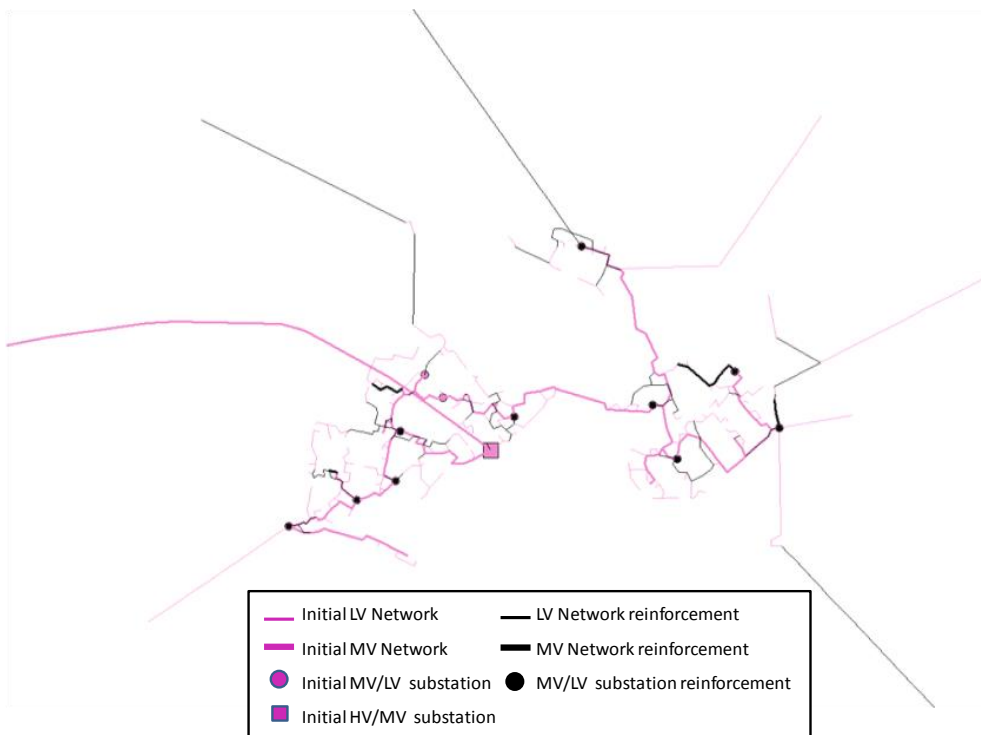 Initial LV Network
LV Network reinforcement
Initial MV Network
MV Network reinforcement
Initial MV/LV substation
MV/LV substation reinforcement
Initial HV/MV substation